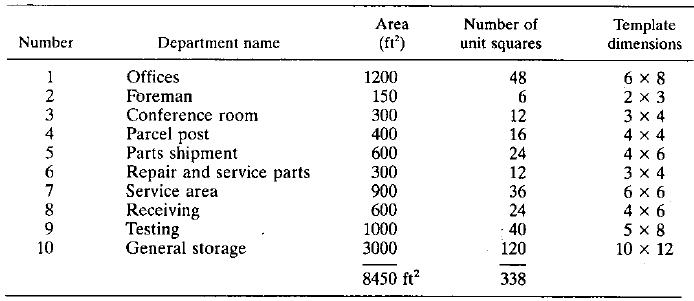 Number Department name Area (ft²) Number of unit squares Template dimensions
1 Offices 1200 48 6 × 8
2 Foreman 150 6 2 × 3
3 Conference room 300 12 3 × 4
4 Parcel post 400 16 4 × 4
5 Parts shipment 600 24 4 × 6
6 Repair and service parts 300 12 3 × 4
7 Service area 900 36 6 × 6
8 Receiving 600 24 4 × 6
9 Testing 1000 40 5 × 8
10 General storage 3000 120 10 × 12
8450 ft² 338